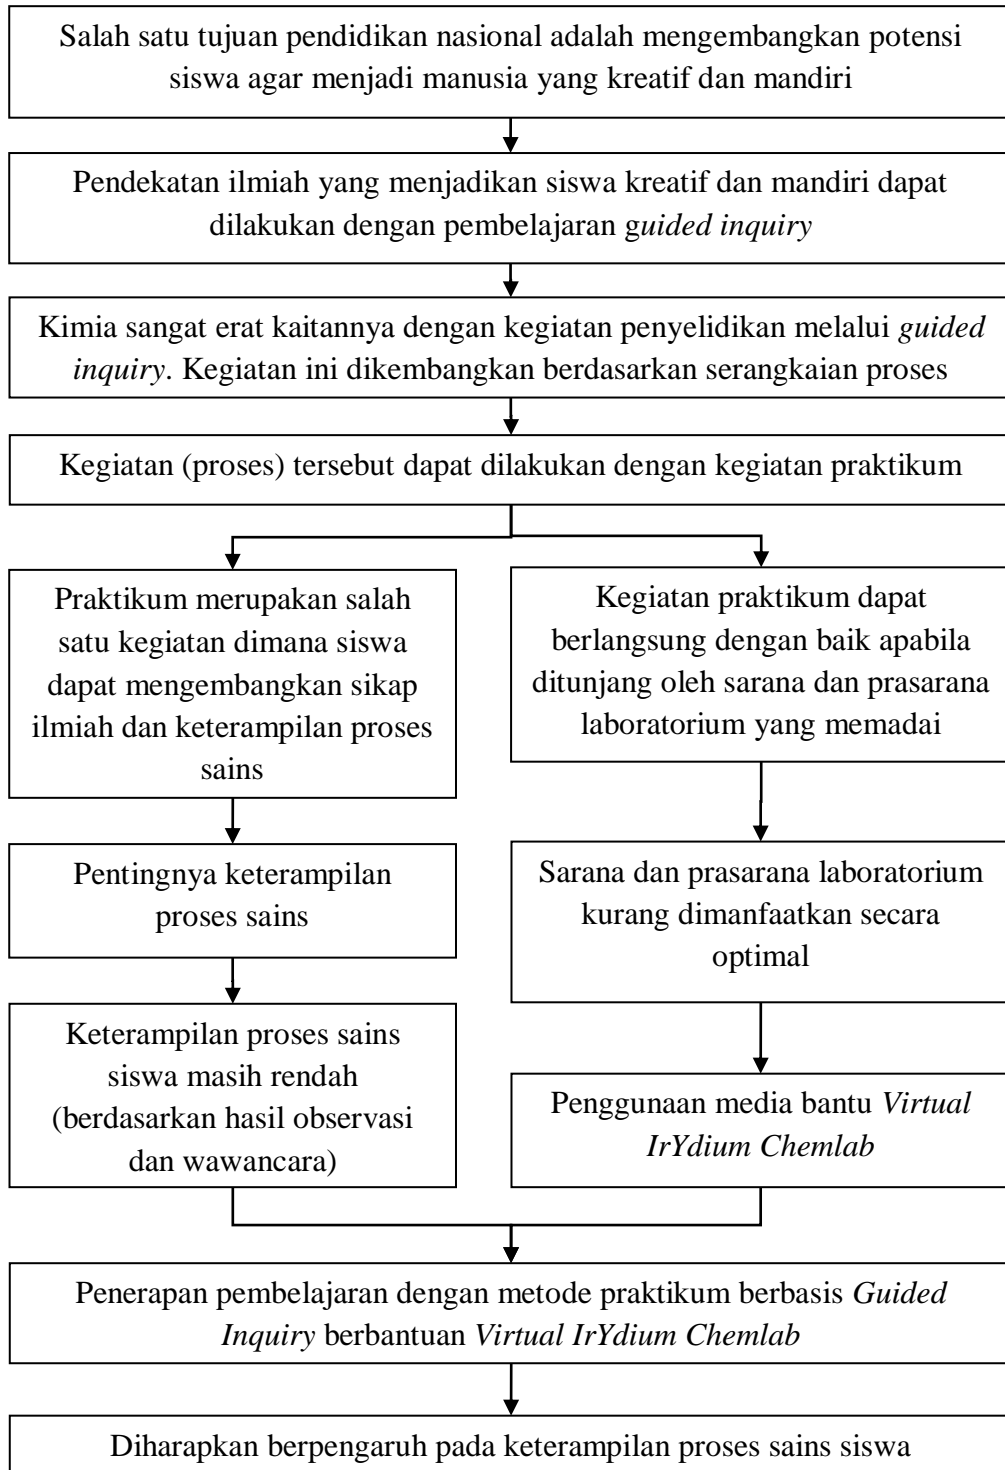 Salah satu tujuan pendidikan nasional adalah mengembangkan potensi
siswa agar menjadi manusia yang kreatif dan mandiri
Pendekatan ilmiah yang menjadikan siswa kreatif dan mandiri dapat
dilakukan dengan pembelajaran guided inquiry
Kimia sangat erat kaitannya dengan kegiatan penyelidikan melalui guided
inquiry. Kegiatan ini dikembangkan berdasarkan serangkaian proses
Kegiatan (proses) tersebut dapat dilakukan dengan kegiatan praktikum
Praktikum merupakan salah
satu kegiatan dimana siswa
dapat mengembangkan sikap
ilmiah dan keterampilan proses
sains
Pentingnya keterampilan
proses sains
Keterampilan proses sains
siswa masih rendah
(berdasarkan hasil observasi
dan wawancara)
Kegiatan praktikum dapat
berlangsung dengan baik apabila
ditunjang oleh sarana dan prasarana
laboratorium yang memadai
Sarana dan prasarana laboratorium
kurang dimanfaatkan secara
optimal
Penggunaan media bantu Virtual
IrYdium Chemlab
Penerapan pembelajaran dengan metode praktikum berbasis Guided
Inquiry berbantuan Virtual IrYdium Chemlab
Diharapkan berpengaruh pada keterampilan proses sains siswa